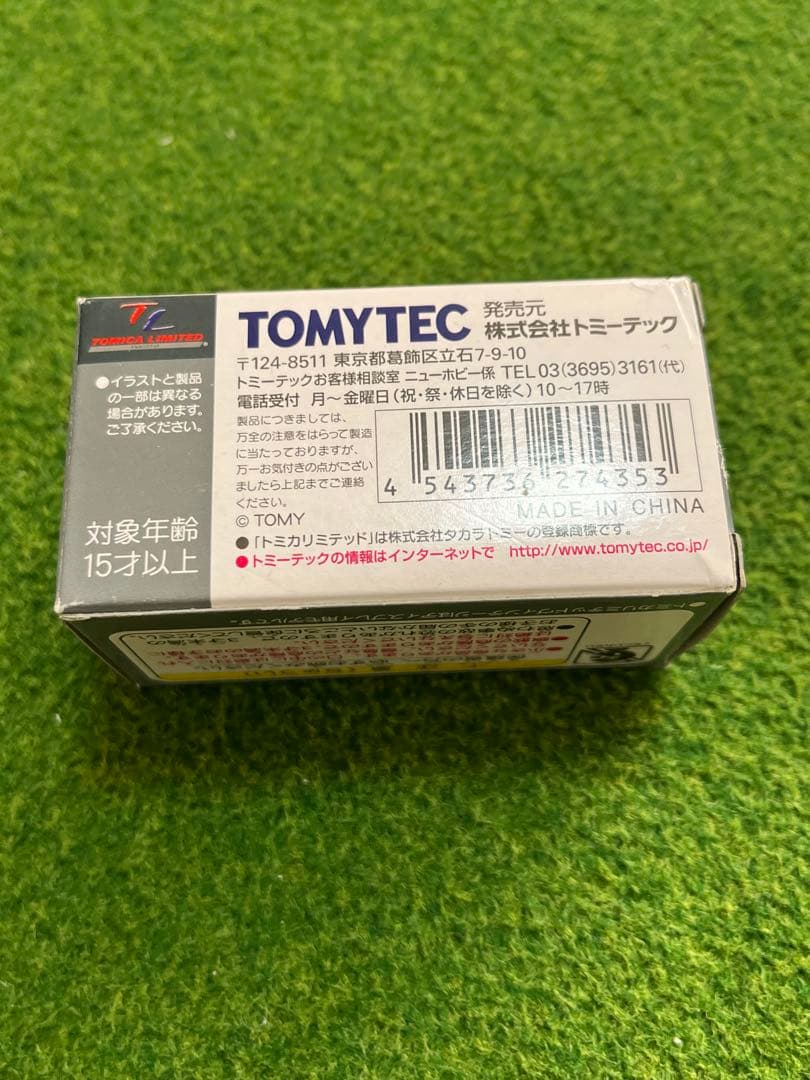 TL
TOMICA LIMITED
●イラストと製品
の一部は異なる
場合があります。
ご了承ください。
対象年齢
15才以上
TOMYTEC 発売元
株式会社トミーテック
〒124-8511 東京都葛飾区立石7-9-10
トミーテックお客様相談室 ニューホビー係 TEL 03(3695)3161(代)
電話受付 月〜金曜日(祝・祭・休日を除く)10〜17時
製品につきましては、
万全の注意をはらって製造
に当たっておりますが、
万一お気付きの点がござい
ましたら上記までご連絡
ください。
© TOMY
4 543736 274353
MADE IN CHINA
●「トミカリミテッド」は株式会社タカラトミーの登録商標です。
●トミーテックの情報はインターネットで http://www.tomytec.co.jp/